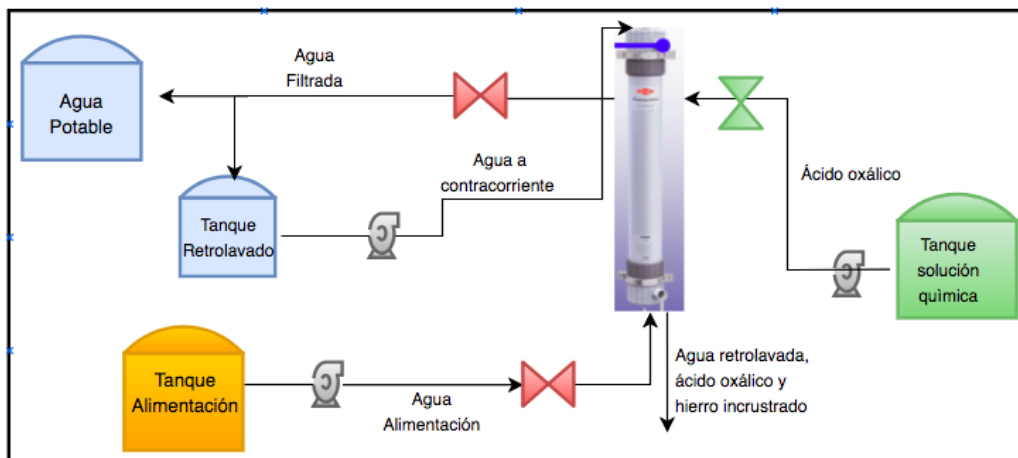 Agua
Filtrada
Agua
Potable
Agua a
contracorriente
Ácido oxálico
Tanque
Retrolavado
Tanque
solución
quìmica
Tanque
Alimentación
Agua
Alimentación
Agua retrolavada,
ácido oxálico y
hierro incrustrado